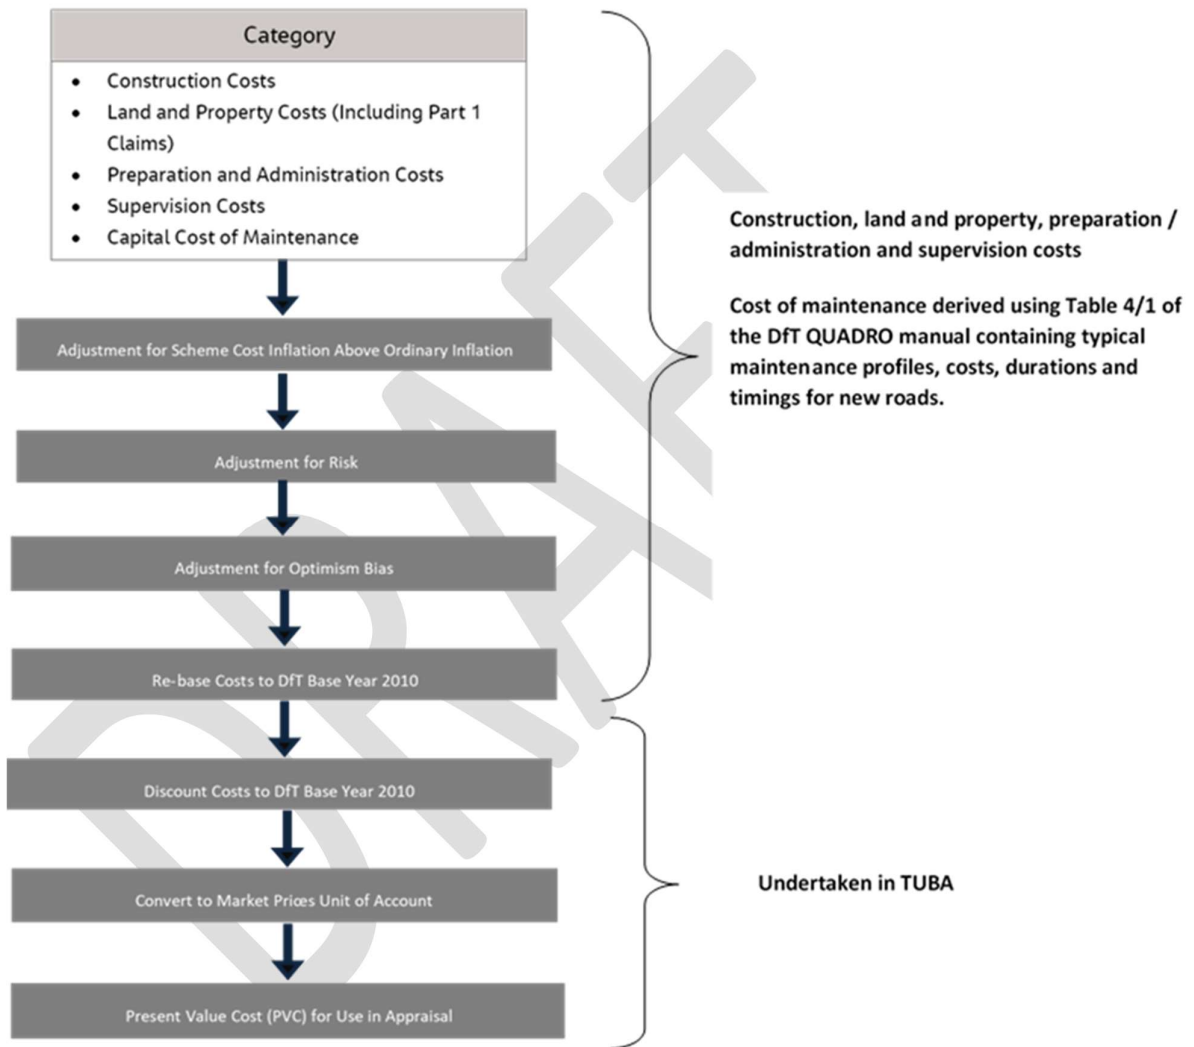 Category
• Construction Costs
• Land and Property Costs (Including Part 1
Claims)
• Preparation and Administration Costs
• Supervision Costs
• Capital Cost of Maintenance
Adjustment for Scheme Cost Inflation Above Ordinary Inflation
Adjustment for Risk
Adjustment for Optimism Bias
Re-base Costs to DfT Base Year 2010
Discount Costs to DfT Base Year 2010
Convert to Market Prices Unit of Account
Present Value Cost (PVC) for Use in Appraisal
Construction, land and property, preparation /
administration and supervision costs
Cost of maintenance derived using Table 4/1 of
the DfT QUADRO manual containing typical
maintenance profiles, costs, durations and
timings for new roads.
Undertaken in TUBA
DRAFT